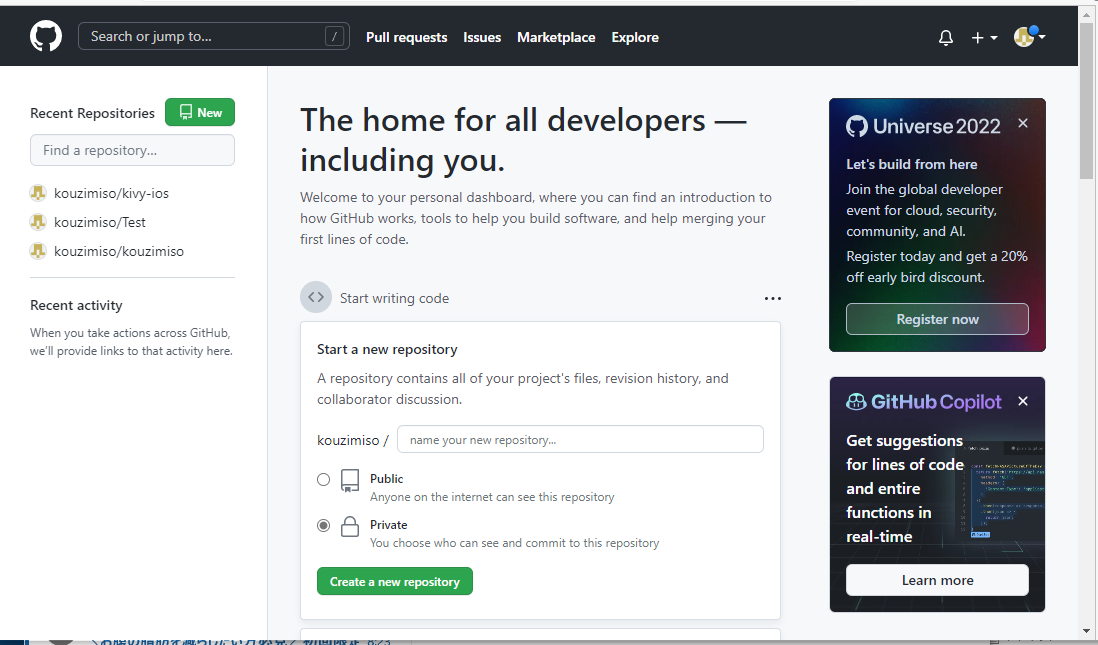 Search or jump to...
/
Pull requests
Issues
Marketplace
Explore
Recent Repositories
New
Find a repository...
kouzimiso/kivy-ios
kouzimiso/Test
kouzimiso/kouzimiso
Recent activity
When you take actions across GitHub,
we'll provide links to that activity here.
The home for all developers —
including you.
Welcome to your personal dashboard, where you can find an introduction to
how GitHub works, tools to help you build software, and help merging your
first lines of code.
<> Start writing code
...
Start a new repository
A repository contains all of your project's files, revision history, and
collaborator discussion.
kouzimiso /
name your new repository...
Public
Anyone on the internet can see this repository
Private
You choose who can see and commit to this repository
Create a new repository
Universe 2022
Let's build from here
Join the global developer
event for cloud, security,
community, and AI.
Register today and get a 20%
off early bird discount.
Register now
GitHub Copilot
Get suggestions
for lines of code
and entire
functions in
real-time
Learn more
8:23